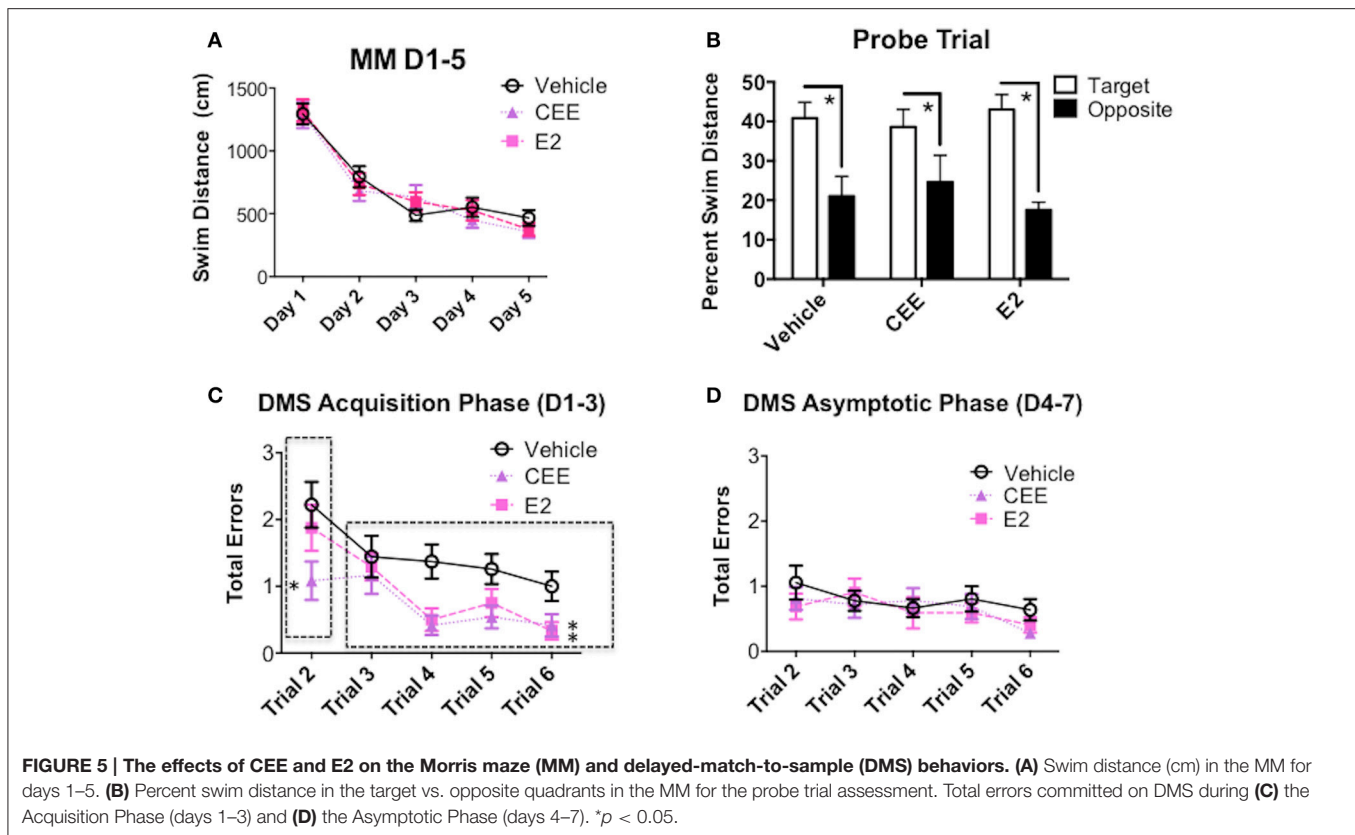 A
MM D1-5
Vehicle
CEE
E2
Swim Distance (cm)
1500
1000
500
0
Day 1
Day 2
Day 3
Day 4
Day 5
B
Probe Trial
Target
Opposite
Percent Swim Distance
50
40
30
20
10
0
*
*
*
Vehicle
CEE
E2
C
DMS Acquisition Phase (D1-3)
Vehicle
CEE
E2
Total Errors
3
2
1
0
*
*
*
Trial 2
Trial 3
Trial 4
Trial 5
Trial 6
D
DMS Asymptotic Phase (D4-7)
Vehicle
CEE
E2
Total Errors
3
2
1
0
Trial 2
Trial 3
Trial 4
Trial 5
Trial 6
FIGURE 5 | The effects of CEE and E2 on the Morris maze (MM) and delayed-match-to-sample (DMS) behaviors. (A) Swim distance (cm) in the MM for
days 1–5. (B) Percent swim distance in the target vs. opposite quadrants in the MM for the probe trial assessment. Total errors committed on DMS during (C) the
Acquisition Phase (days 1–3) and (D) the Asymptotic Phase (days 4–7). *p < 0.05.